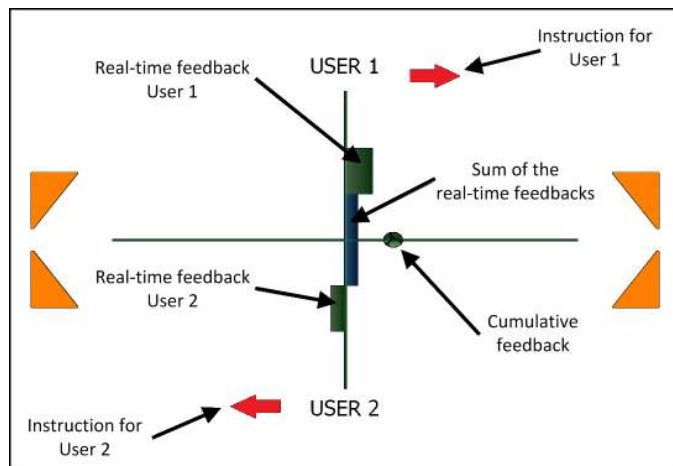 Instruction for
User 1
Real-time feedback
User 1
USER 1
Sum of the
real-time feedbacks
Real-time feedback
User 2
Cumulative
feedback
Instruction for
User 2
USER 2